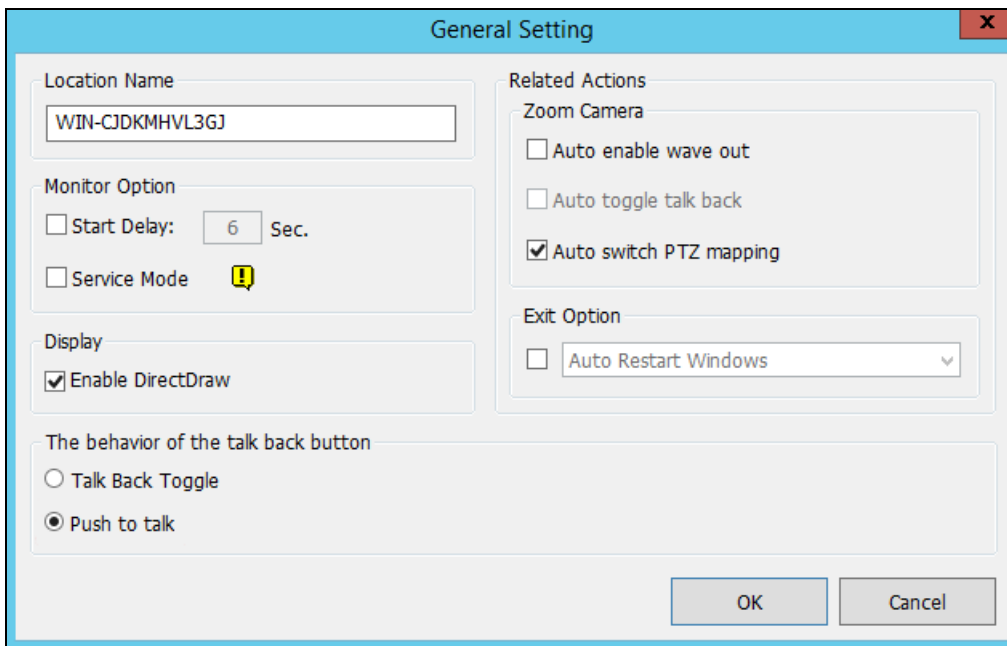 General Setting
x
Location Name
WIN-CJDKMHVL3GJ
Monitor Option
Start Delay: 6 Sec.
Service Mode !
Display
Enable DirectDraw
Related Actions
Zoom Camera
Auto enable wave out
Auto toggle talk back
Auto switch PTZ mapping
Exit Option
Auto Restart Windows
The behavior of the talk back button
Talk Back Toggle
Push to talk
OK
Cancel